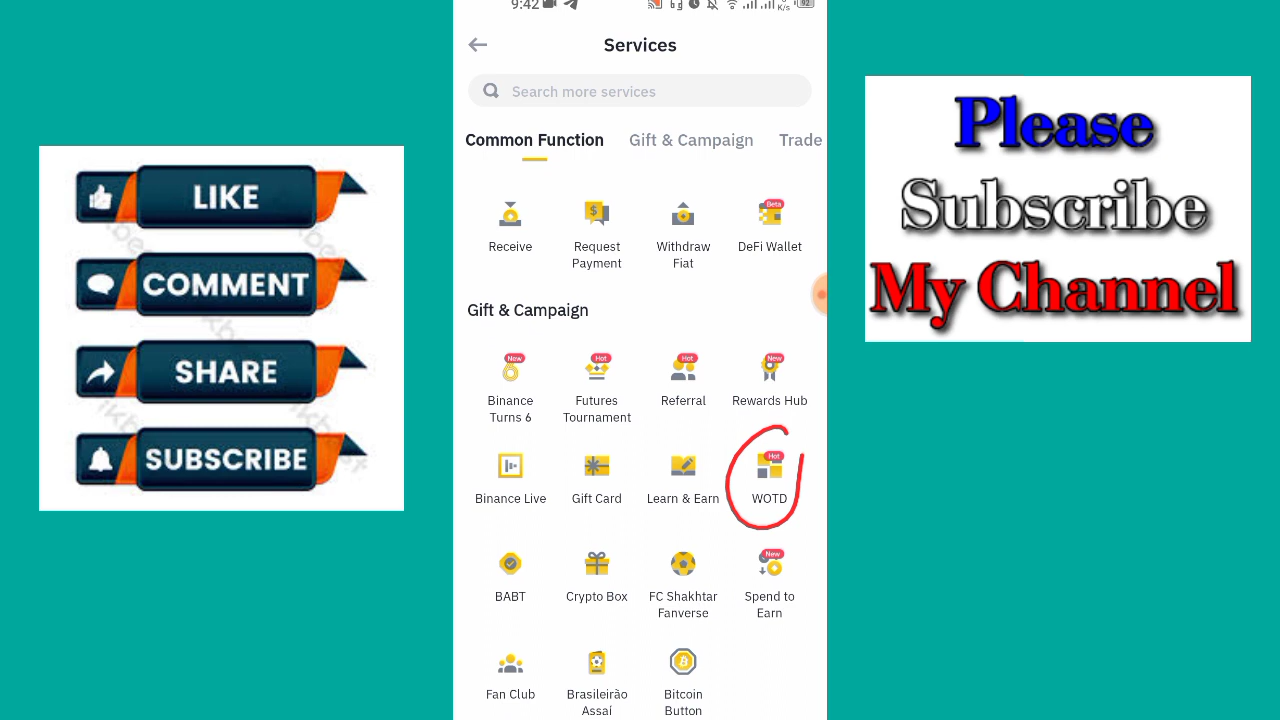 LIKE
COMMENT
SHARE
SUBSCRIBE
9:42
K/s
92
Services
Search more services
Common Function
Gift & Campaign
Trade
Beta
Receive
Request
Payment
Withdraw
Fiat
DeFi Wallet
Gift & Campaign
New
Hot
Hot
New
Binance
Turns 6
Futures
Tournament
Referral
Rewards Hub
Hot
Binance Live
Gift Card
Learn & Earn
WOTD
New
BABT
Crypto Box
FC Shakhtar
Fanverse
Spend to
Earn
Fan Club
Brasileirão
Assaí
Bitcoin
Button
Please
Subscribe
My Channel